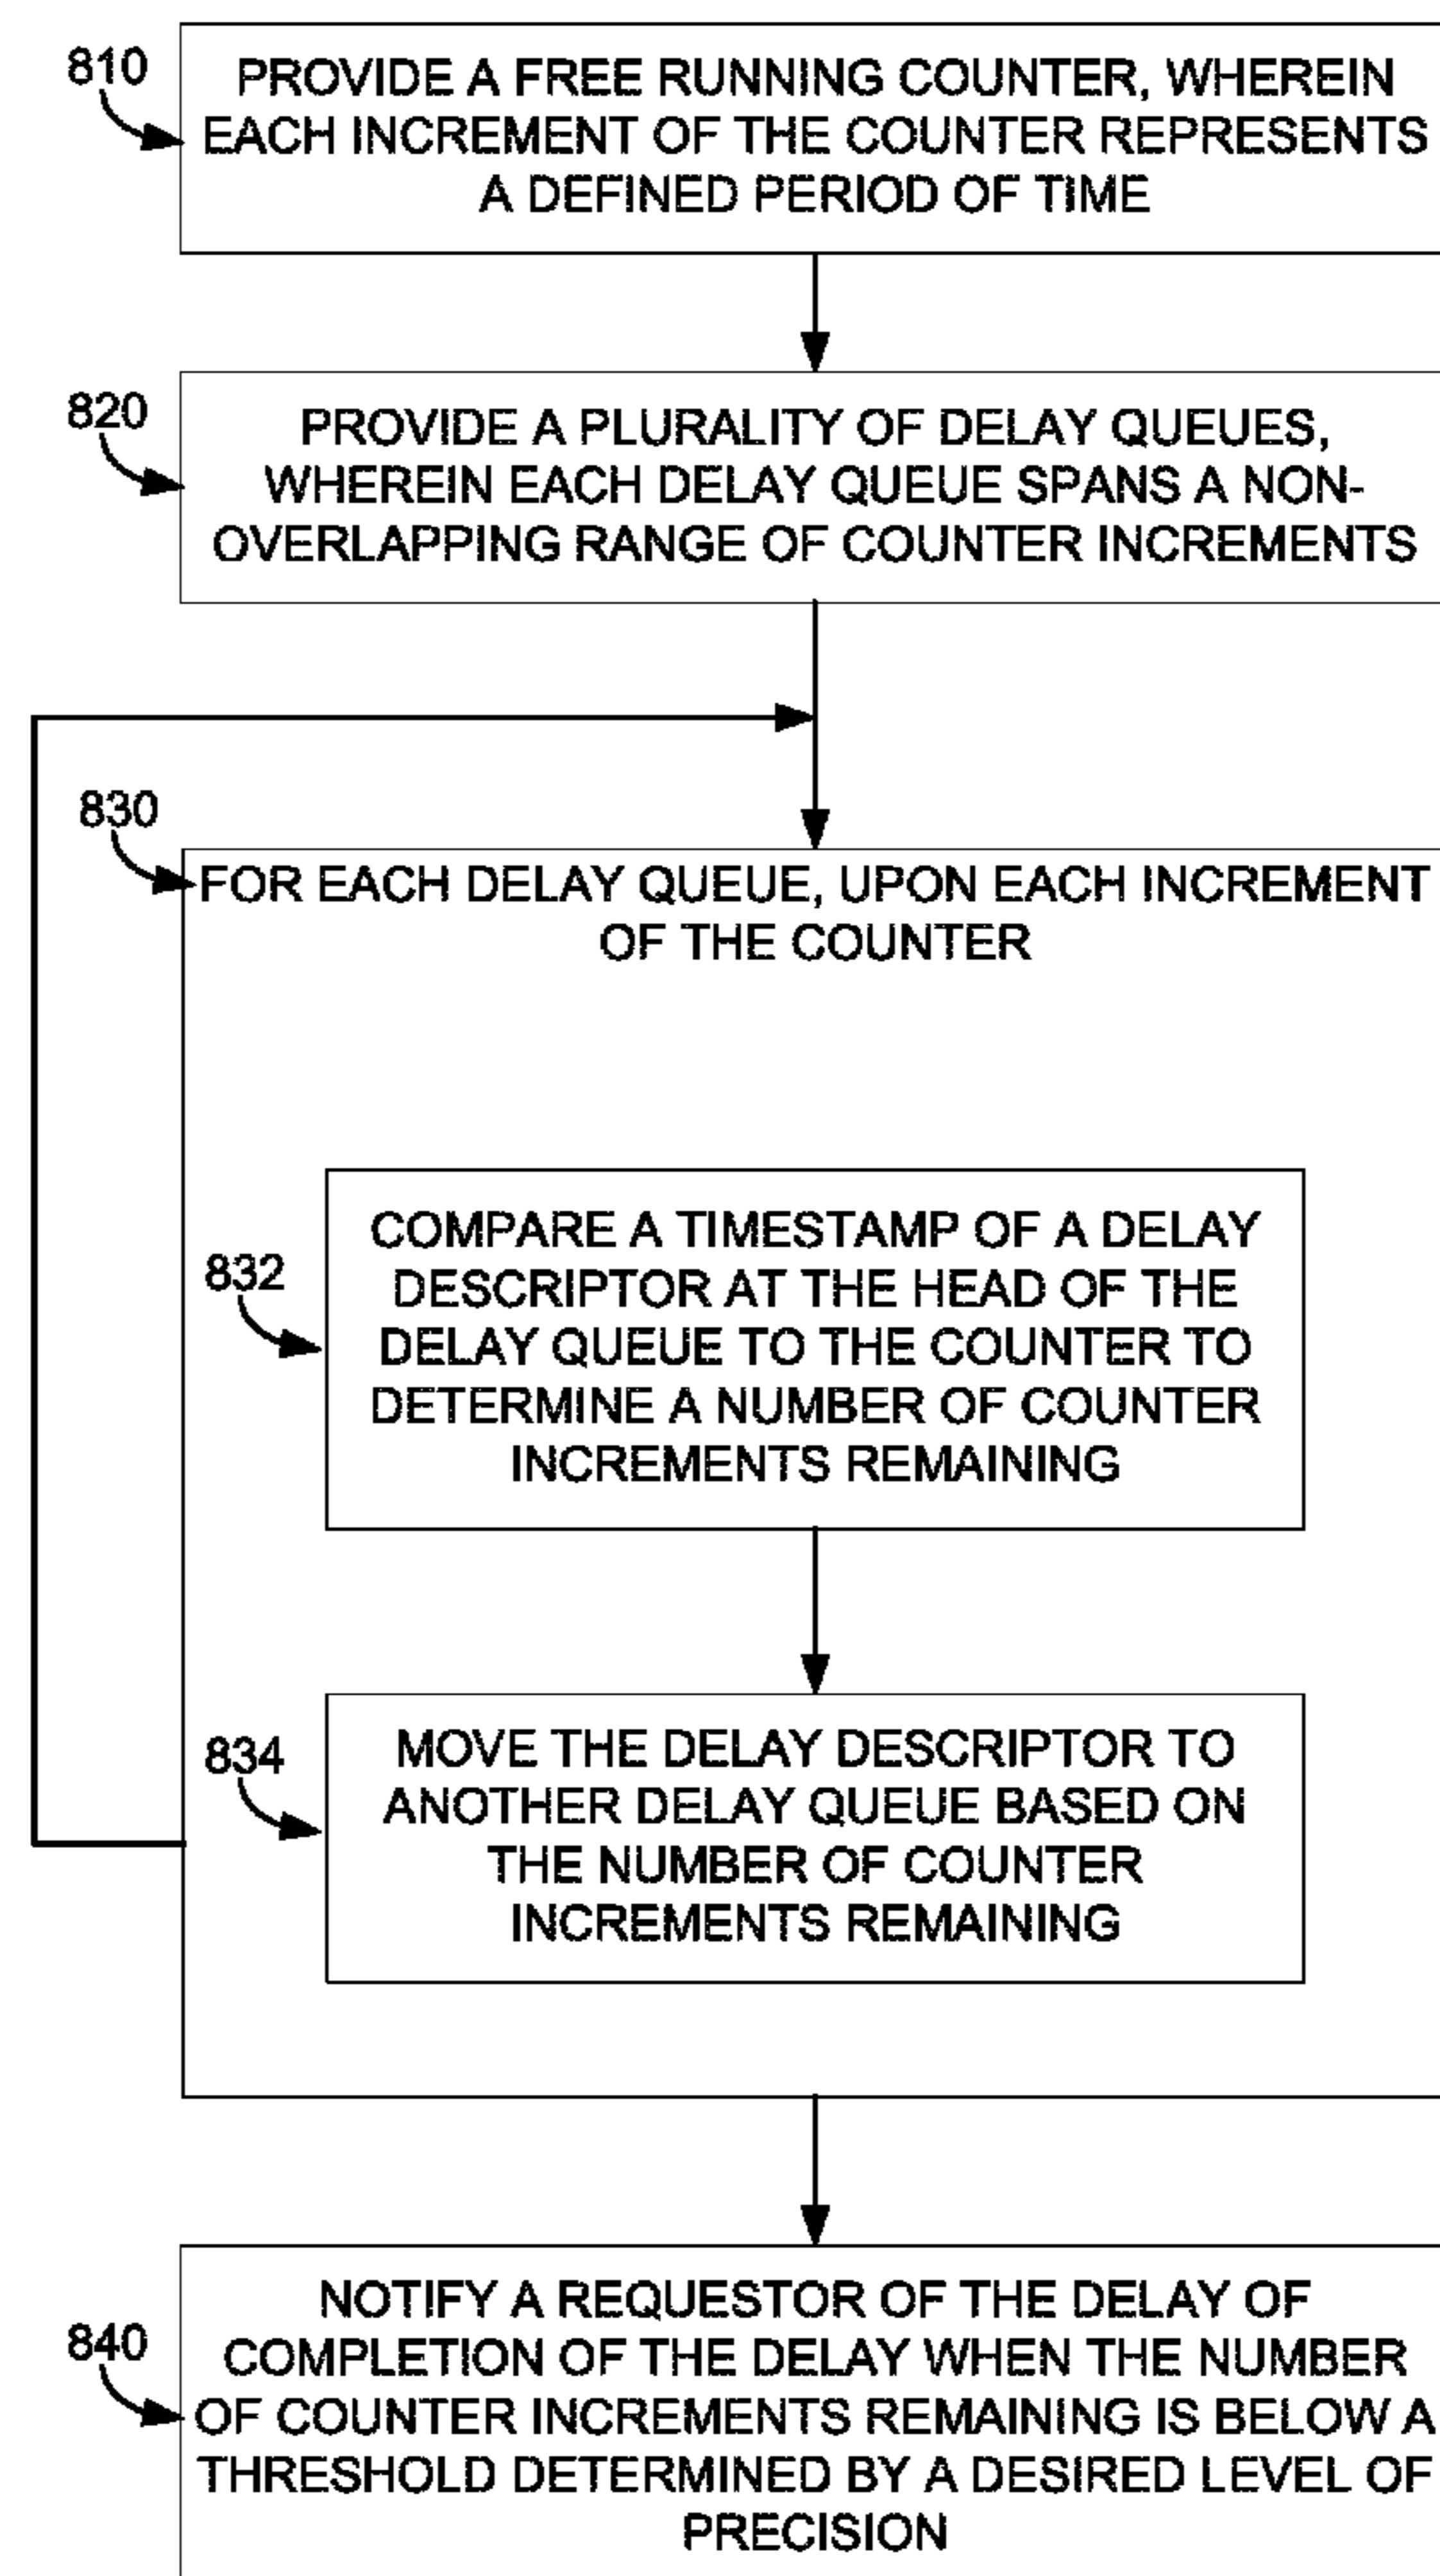 810
PROVIDE A FREE RUNNING COUNTER, WHEREIN
EACH INCREMENT OF THE COUNTER REPRESENTS
A DEFINED PERIOD OF TIME
820
PROVIDE A PLURALITY OF DELAY QUEUES,
WHEREIN EACH DELAY QUEUE SPANS A NON-
OVERLAPPING RANGE OF COUNTER INCREMENTS
830
FOR EACH DELAY QUEUE, UPON EACH INCREMENT
OF THE COUNTER
832
COMPARE A TIMESTAMP OF A DELAY
DESCRIPTOR AT THE HEAD OF THE
DELAY QUEUE TO THE COUNTER TO
DETERMINE A NUMBER OF COUNTER
INCREMENTS REMAINING
834
MOVE THE DELAY DESCRIPTOR TO
ANOTHER DELAY QUEUE BASED ON
THE NUMBER OF COUNTER
INCREMENTS REMAINING
840
NOTIFY A REQUESTOR OF THE DELAY OF
COMPLETION OF THE DELAY WHEN THE NUMBER
OF COUNTER INCREMENTS REMAINING IS BELOW A
THRESHOLD DETERMINED BY A DESIRED LEVEL OF
PRECISION